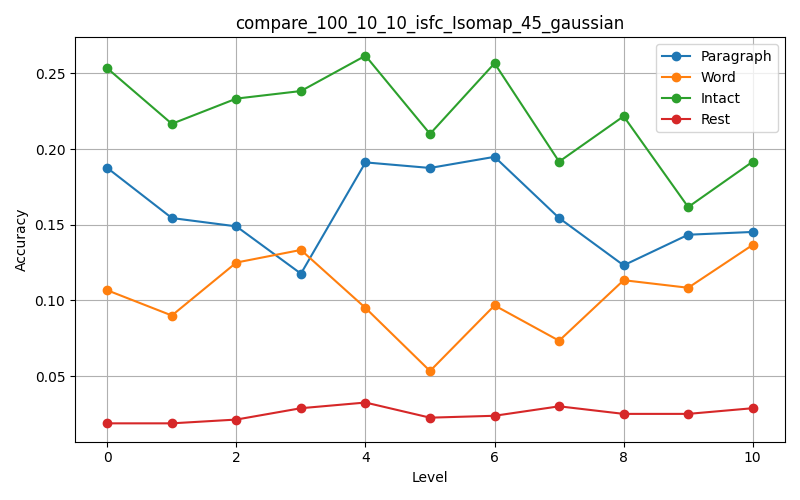 compare_100_10_10_isfc_Isomap_45_gaussian
Accuracy
0.25
0.20
0.15
0.10
0.05
Paragraph
Word
Intact
Rest
0 2 4 6 8 10
Level